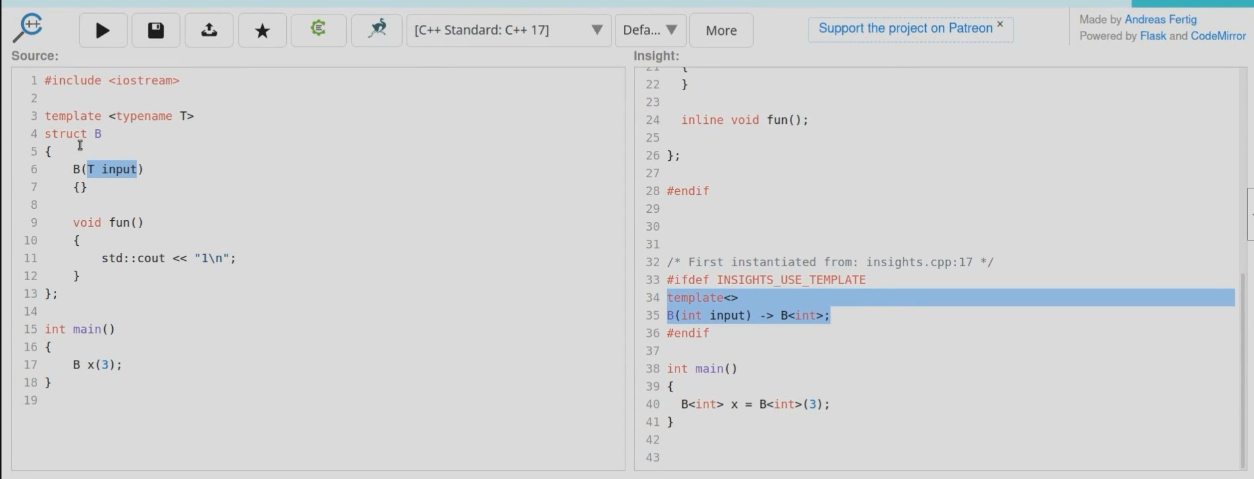 C++
[C++ Standard: C++ 17]
Defa...
More
Support the project on Patreon
×
Made by Andreas Fertig
Powered by Flask and CodeMirror
Source:
Insight:
1 #include <iostream>
2
3 template <typename T>
4 struct B
5 {
6 B(T input)
7 {}
8
9 void fun()
10 {
11 std::cout << "1\n";
12 }
13 };
14
15 int main()
16 {
17 B x(3);
18 }
19
21 {
22 }
23
24 inline void fun();
25
26 };
27
28 #endif
29
30
31
32 /* First instantiated from: insights.cpp:17 */
33 #ifdef INSIGHTS_USE_TEMPLATE
34 template<>
35 B(int input) -> B<int>;
36 #endif
37
38 int main()
39 {
40 B<int> x = B<int>(3);
41 }
42
43